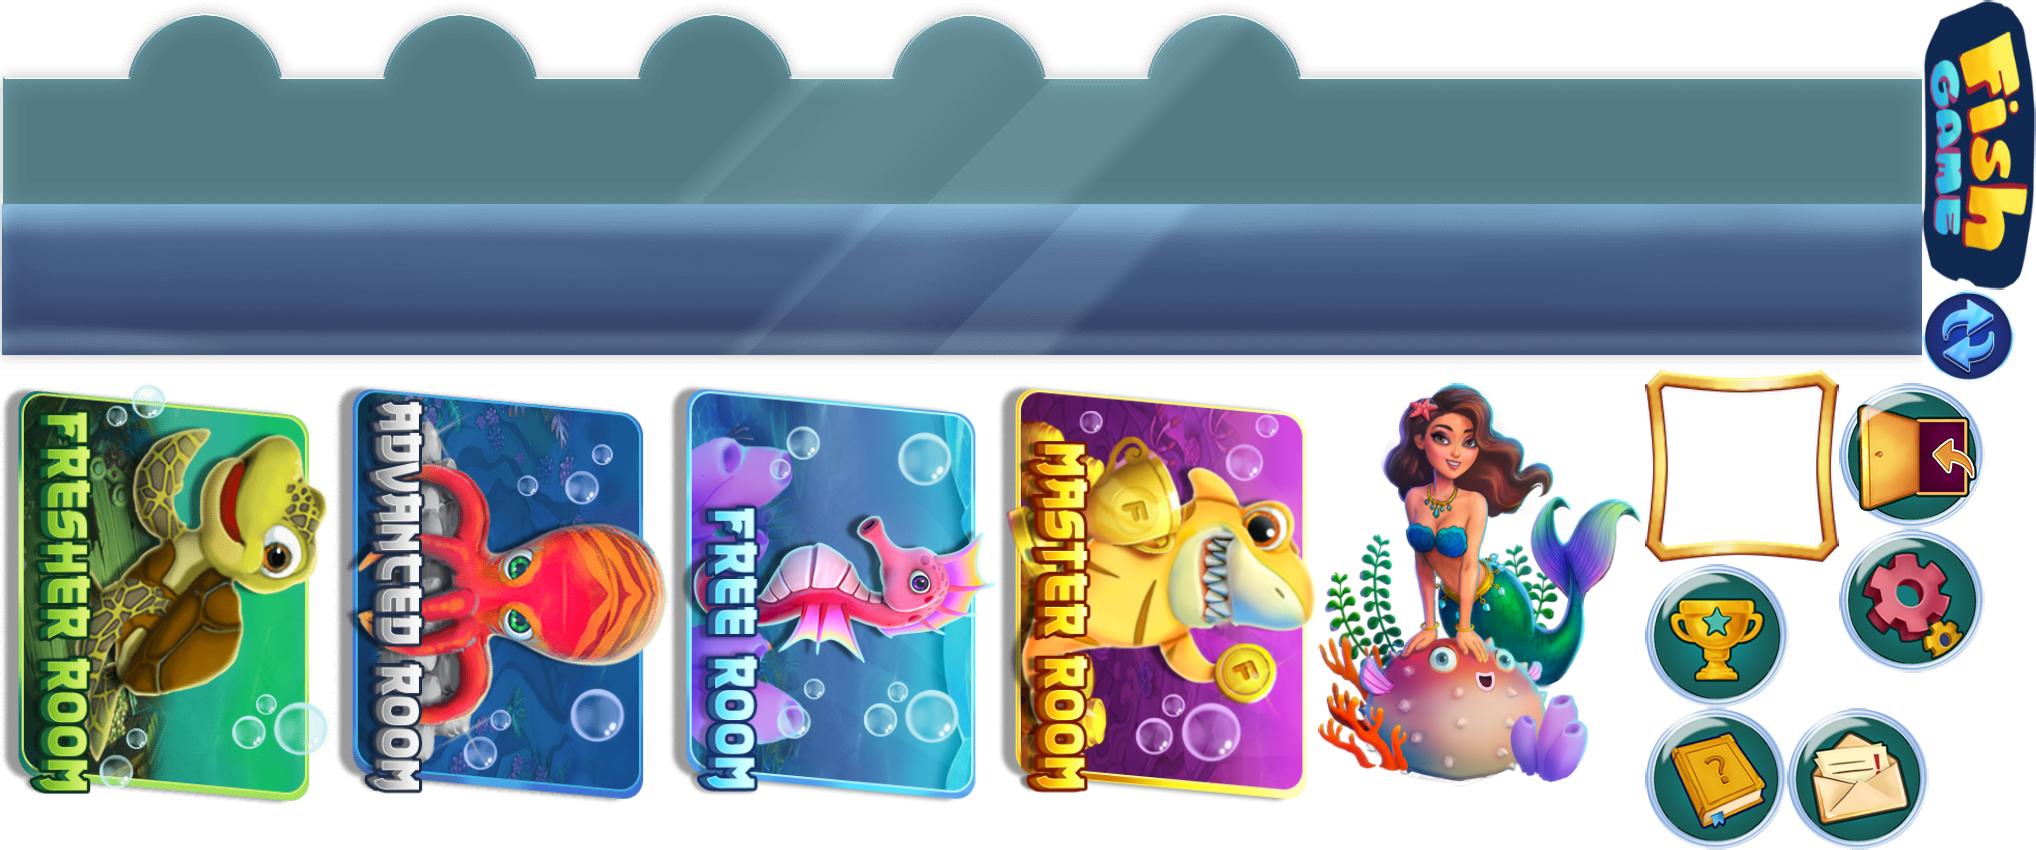 Fish
GAME
FRESHER ROOM
ADVANCED ROOM
FREE ROOM
MASTER ROOM
F
F
?
!